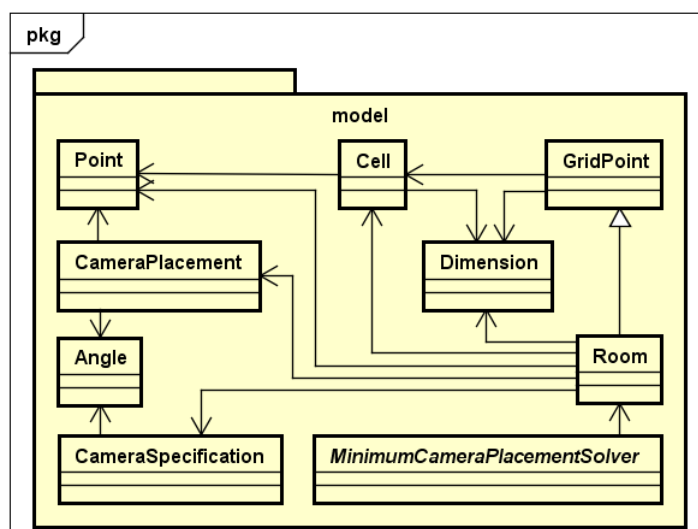 pkg
model
Point
Cell
GridPoint
CameraPlacement
Dimension
Angle
Room
CameraSpecification
MinimumCameraPlacementSolver